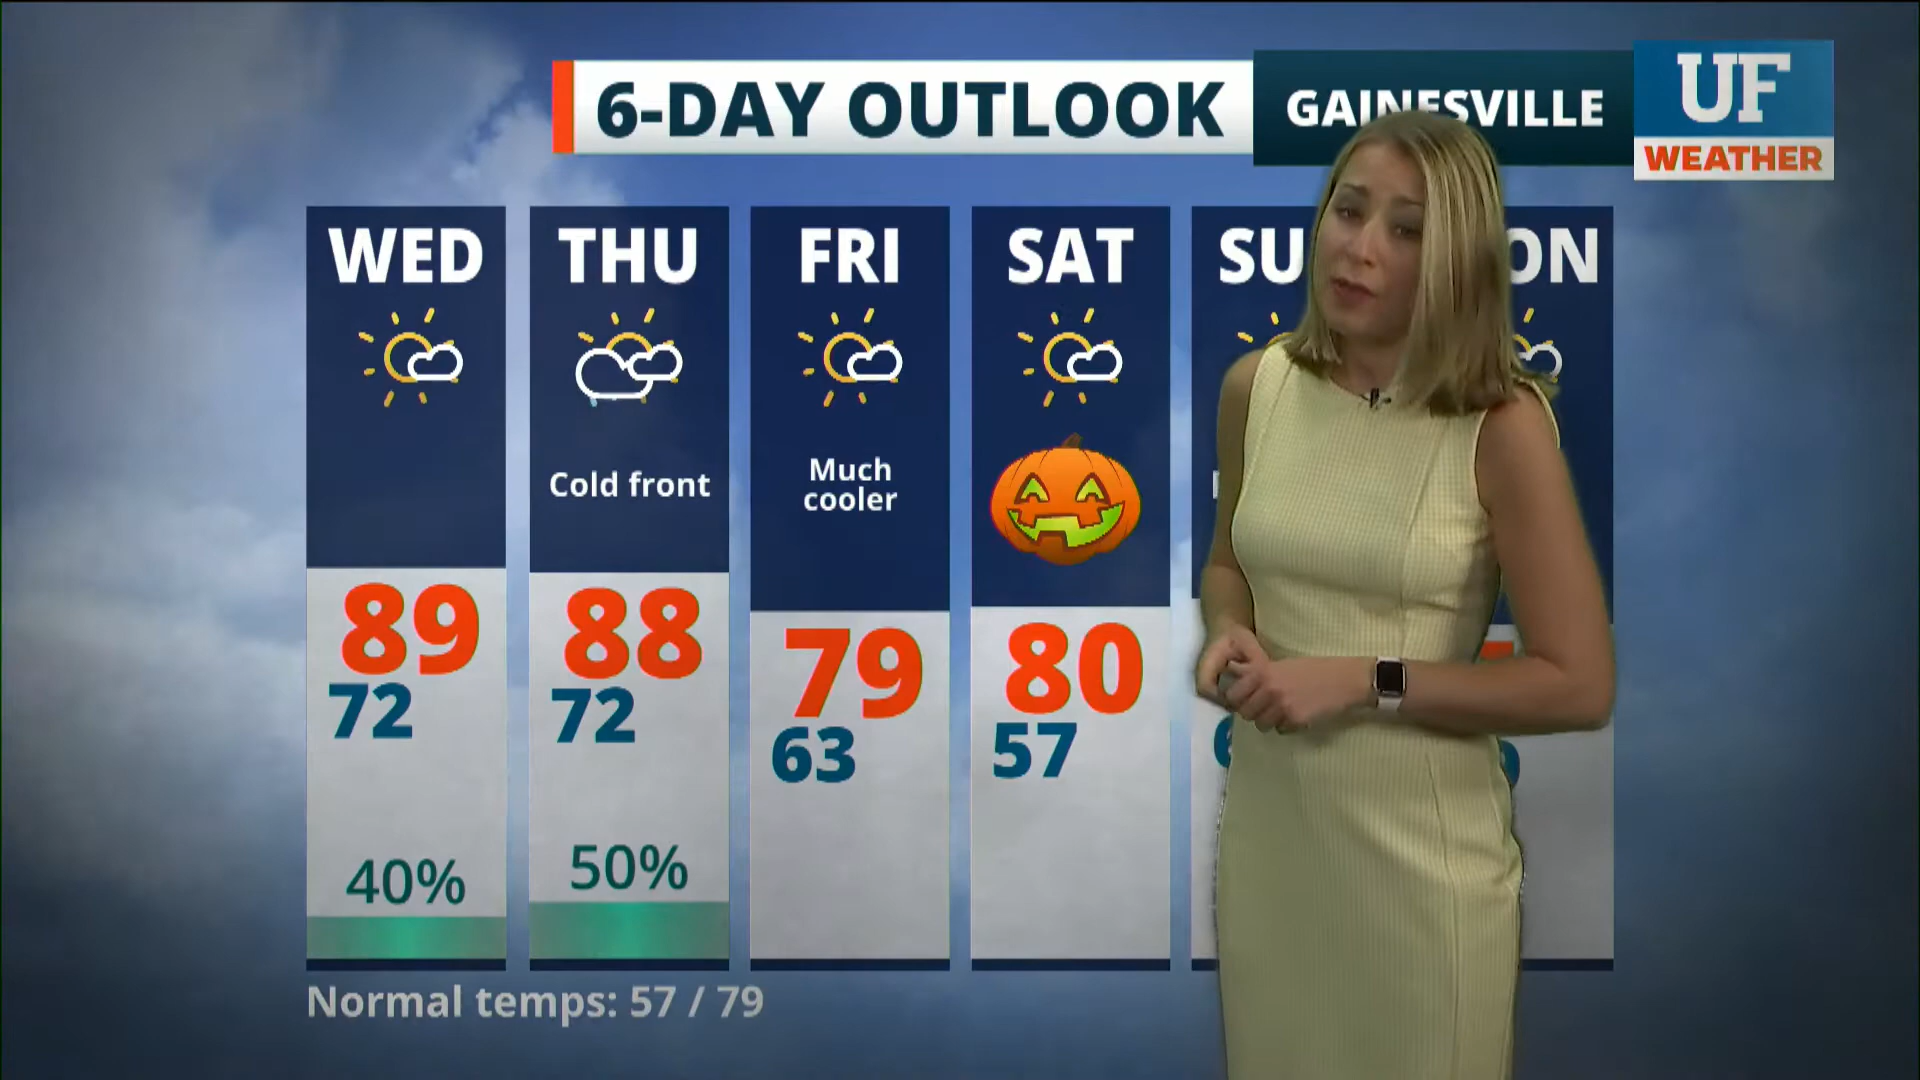 6-DAY OUTLOOK
GAINESVILLE
UF
WEATHER
WED
THU
FRI
SAT
Cold front
Much
cooler
89
88
79
80
72
72
63
57
40%
50%
Normal temps: 57 / 79